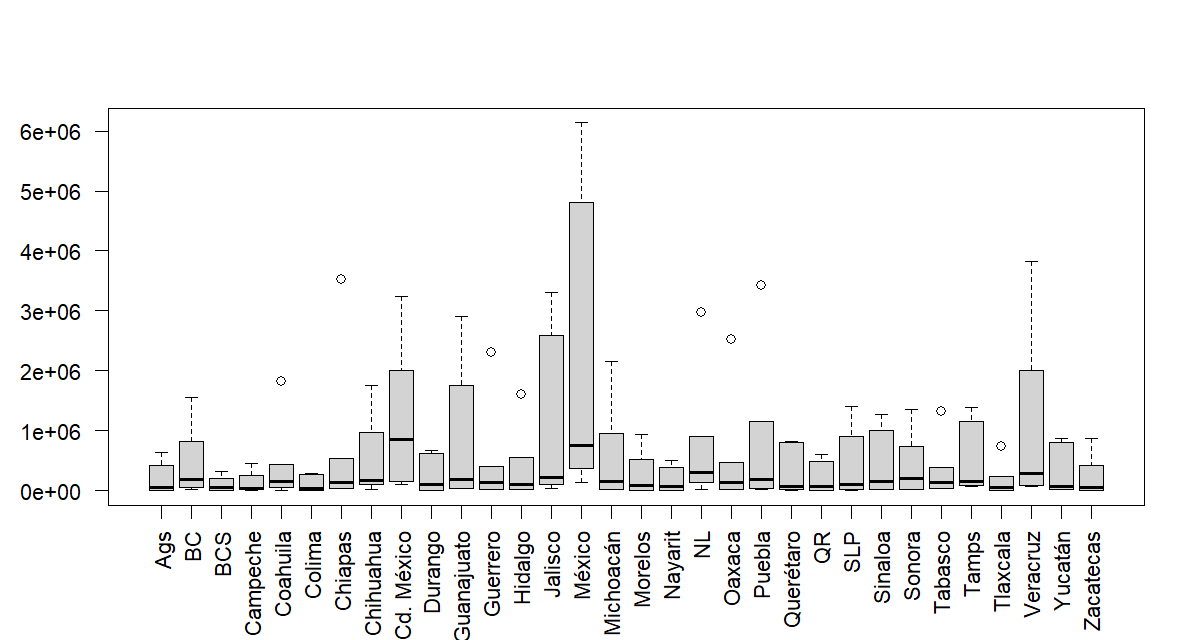 6e+06
5e+06
4e+06
3e+06
2e+06
1e+06
0e+00
Ags
BC
BCS
Campeche
Coahuila
Colima
Chiapas
Chihuahua
Cd. México
Durango
Guanajuato
Guerrero
Hidalgo
Jalisco
México
Michoacán
Morelos
Nayarit
NL
Oaxaca
Puebla
Querétaro
QR
SLP
Sinaloa
Sonora
Tabasco
Tamps
Tlaxcala
Veracruz
Yucatán
Zacatecas